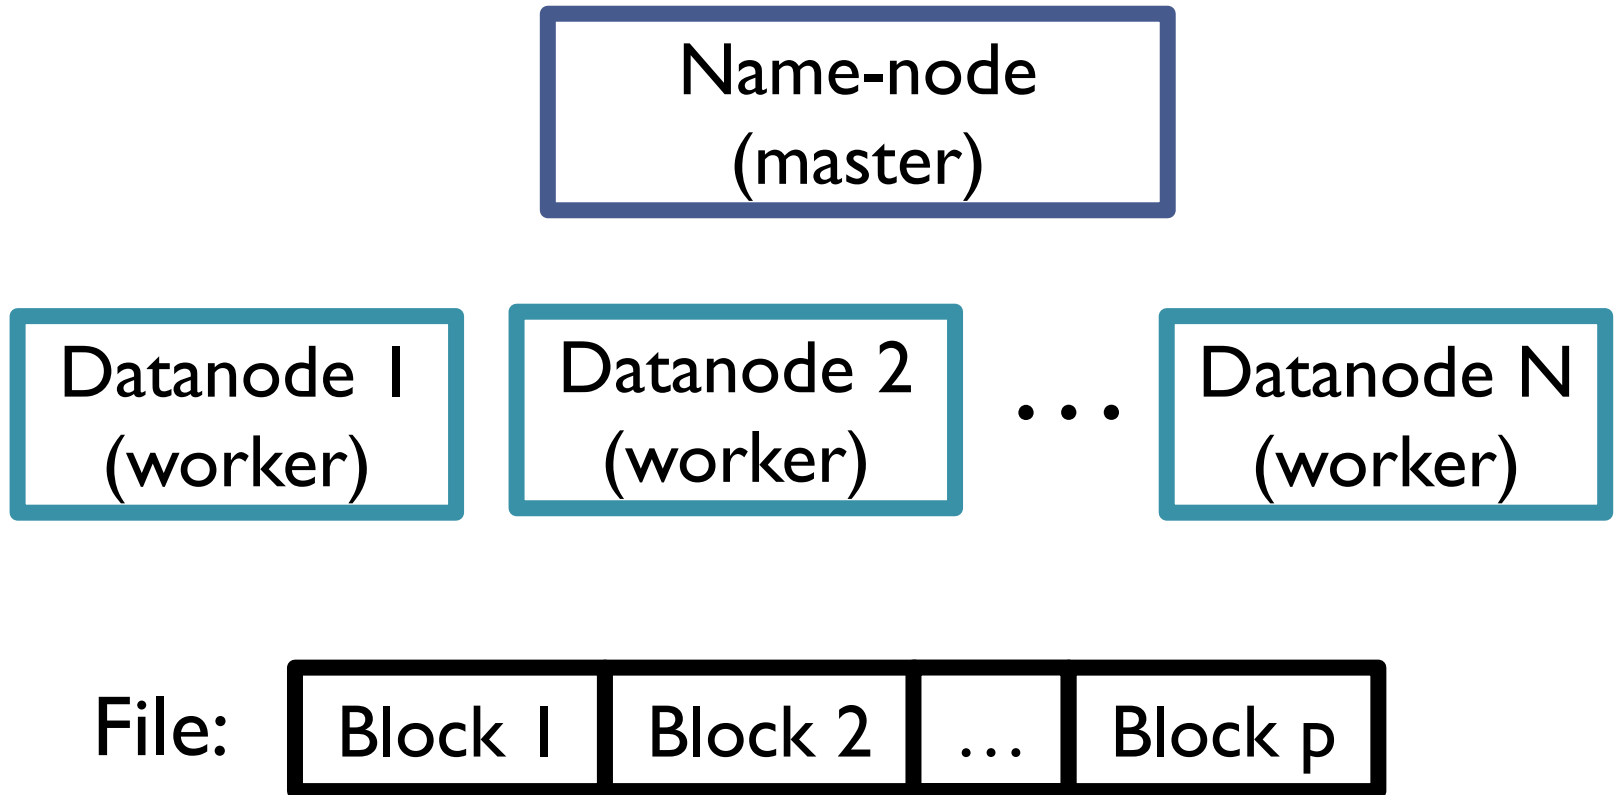 Name-node
(master)
Datanode 1
(worker)
Datanode 2
(worker)
...
Datanode N
(worker)
File:
Block 1
Block 2
...
Block p